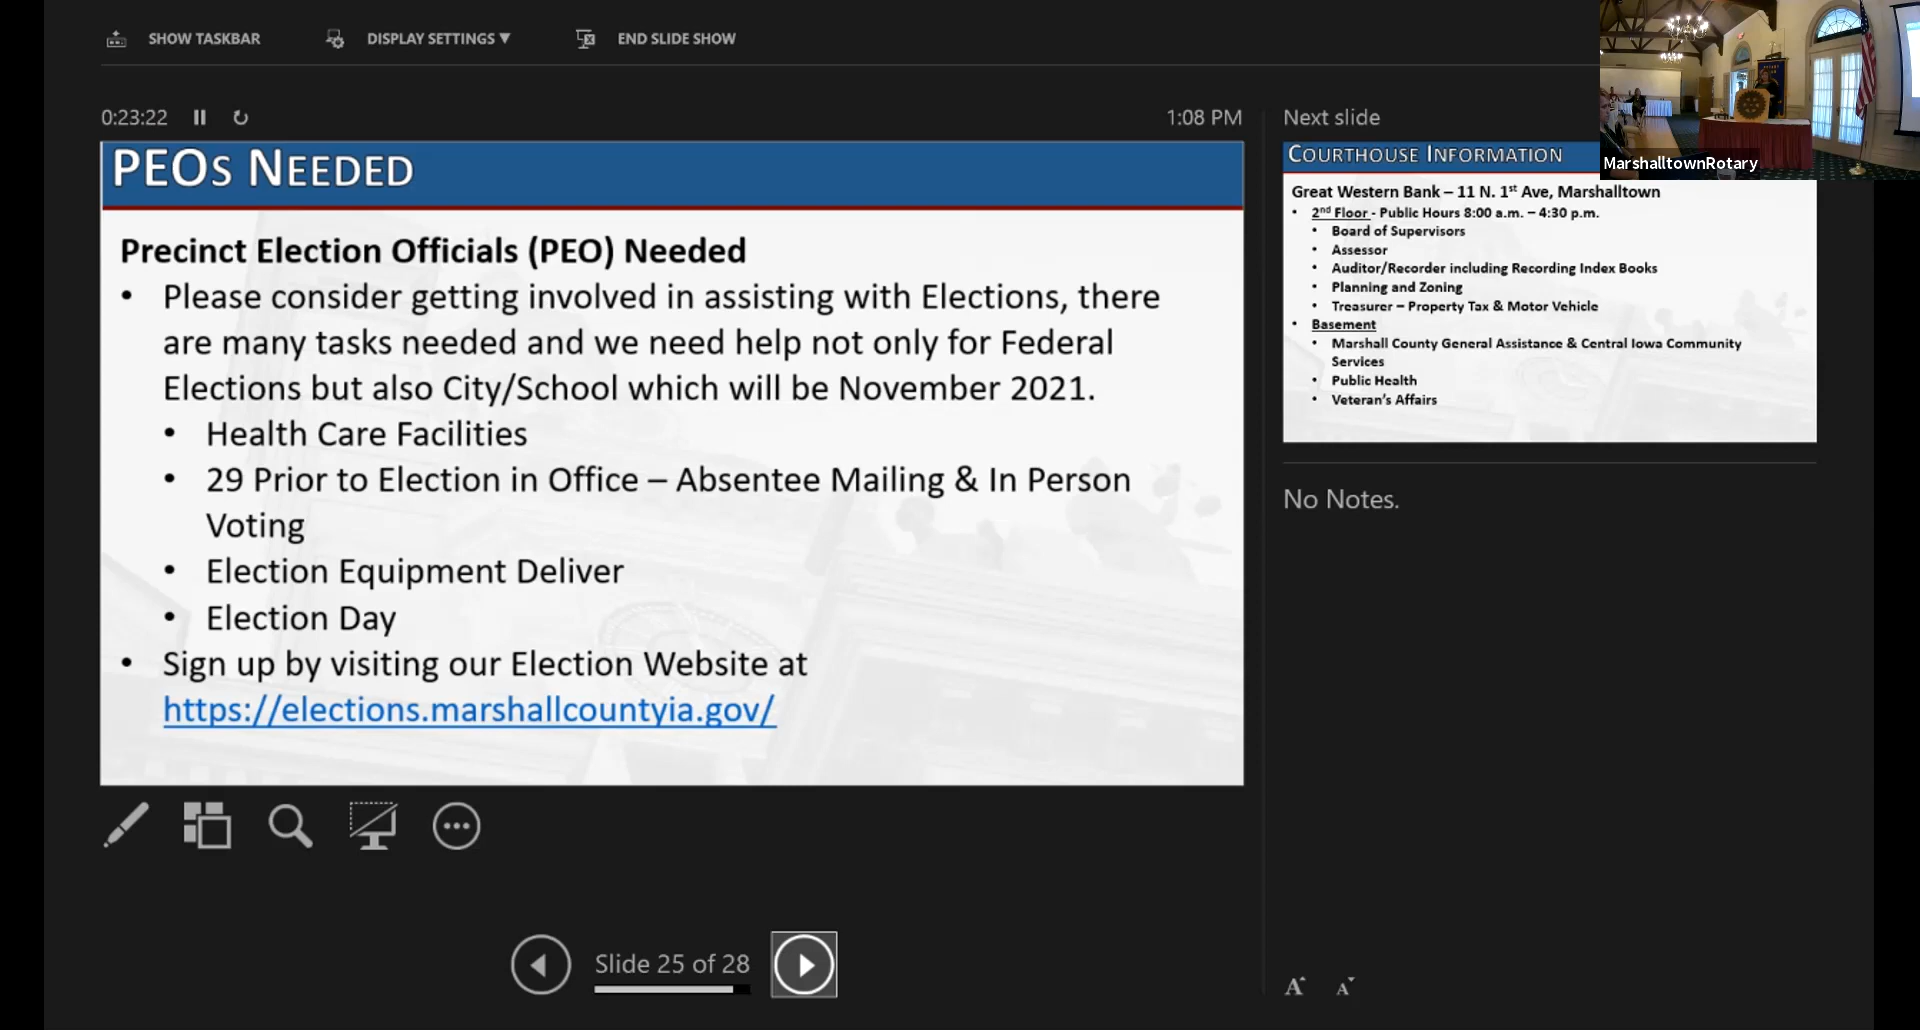 SHOW TASKBAR
DISPLAY SETTINGS ▼
END SLIDE SHOW
0:23:22
1:08 PM
PEOs NEEDED
Precinct Election Officials (PEO) Needed
• Please consider getting involved in assisting with Elections, there
are many tasks needed and we need help not only for Federal
Elections but also City/School which will be November 2021.
• Health Care Facilities
• 29 Prior to Election in Office – Absentee Mailing & In Person
Voting
• Election Equipment Deliver
• Election Day
• Sign up by visiting our Election Website at
https://elections.marshallcountyia.gov/
Slide 25 of 28
Next slide
MarshalltownRotary
COURTHOUSE INFORMATION
Great Western Bank – 11 N. 1st Ave, Marshalltown
• 2nd Floor - Public Hours 8:00 a.m. – 4:30 p.m.
• Board of Supervisors
• Assessor
• Auditor/Recorder including Recording Index Books
• Planning and Zoning
• Treasurer – Property Tax & Motor Vehicle
• Basement
• Marshall County General Assistance & Central Iowa Community
Services
• Public Health
• Veteran's Affairs
No Notes.
A A